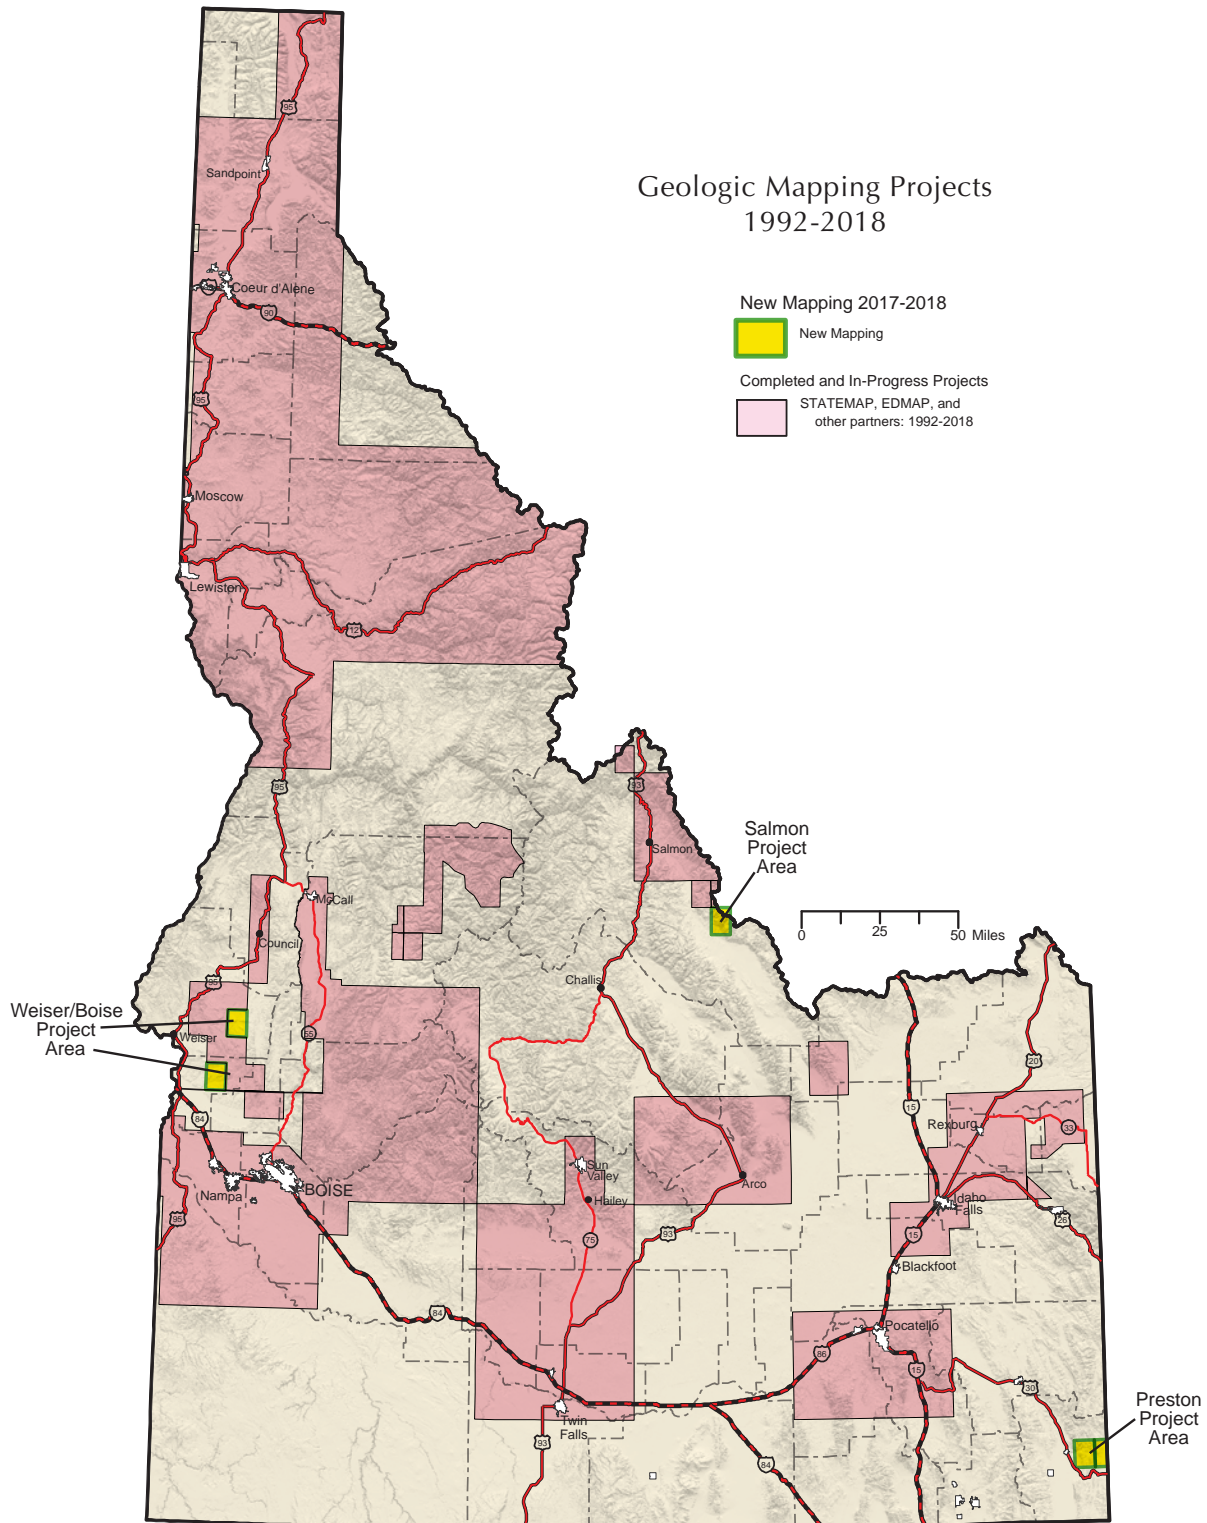 Geologic Mapping Projects
1992-2018
New Mapping 2017-2018
New Mapping
Completed and In-Progress Projects
STATEMAP, EDMAP, and
other partners: 1992-2018
95
Sandpoint
Coeur d'Alene
90
95
Moscow
Lewiston
12
95
93
Salmon
Salmon
Project
Area
McCall
0 25 50 Miles
Council
Challis
95
Weiser/Boise
Project
Area
Weiser
55
20
84
15
Rexburg
33
Sun
Valley
Arco
Nampa
BOISE
Hailey
Idaho
Falls
95
26
93
15
75
Blackfoot
84
Pocatello
86
15
30
Preston
Project
Area
Twin
Falls
93
84